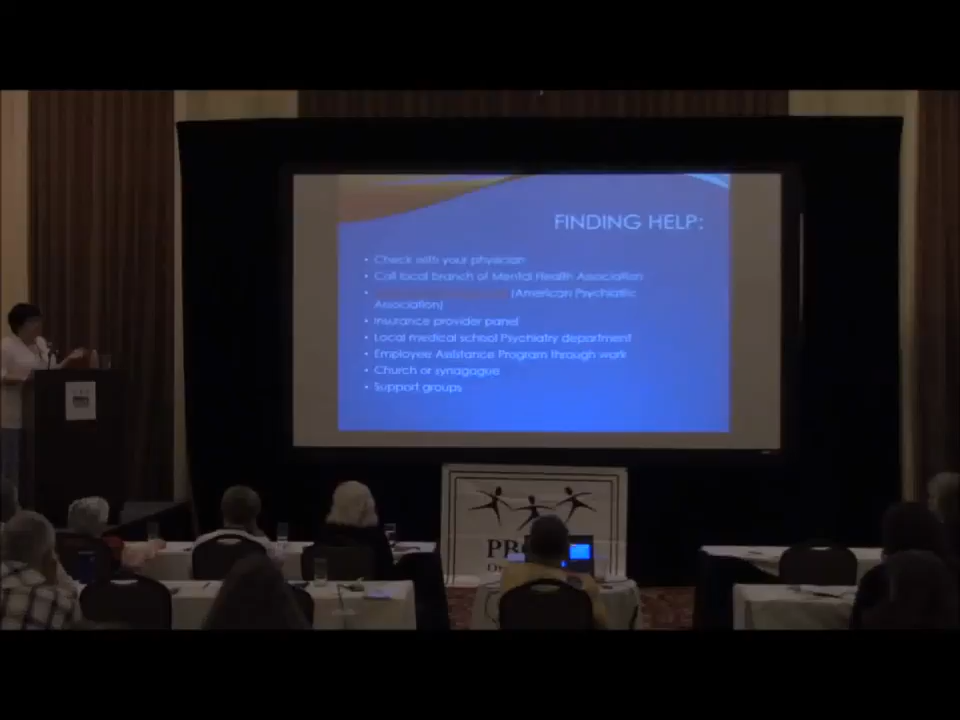 FINDING HELP:
• Check with your physician
• Call local branch of Mental Health Association
• (American Psychiatric
Association)
• Insurance provider panel
• Local medical school Psychiatry department
• Employee Assistance Program through work
• Church or synagogue
• Support groups